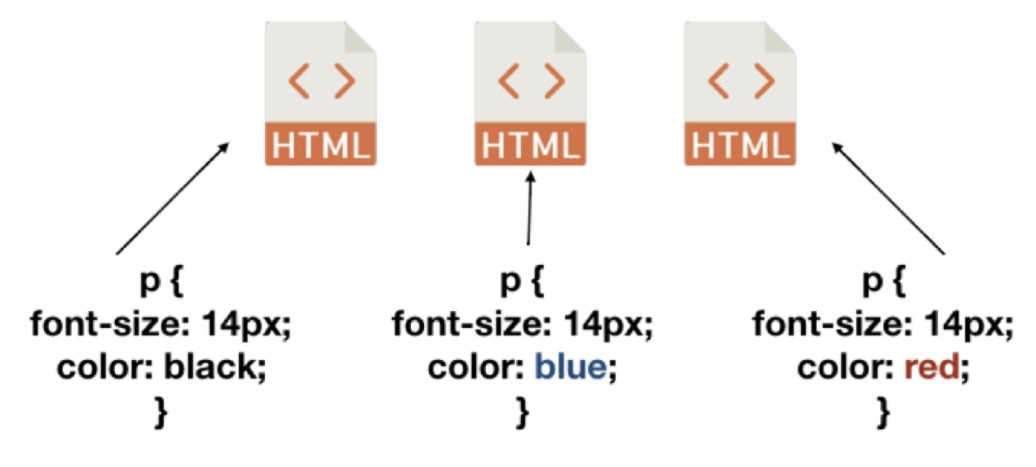 < >
HTML
< >
HTML
< >
HTML
p {
font-size: 14px;
color: black;
}
p {
font-size: 14px;
color: blue;
}
p {
font-size: 14px;
color: red;
}